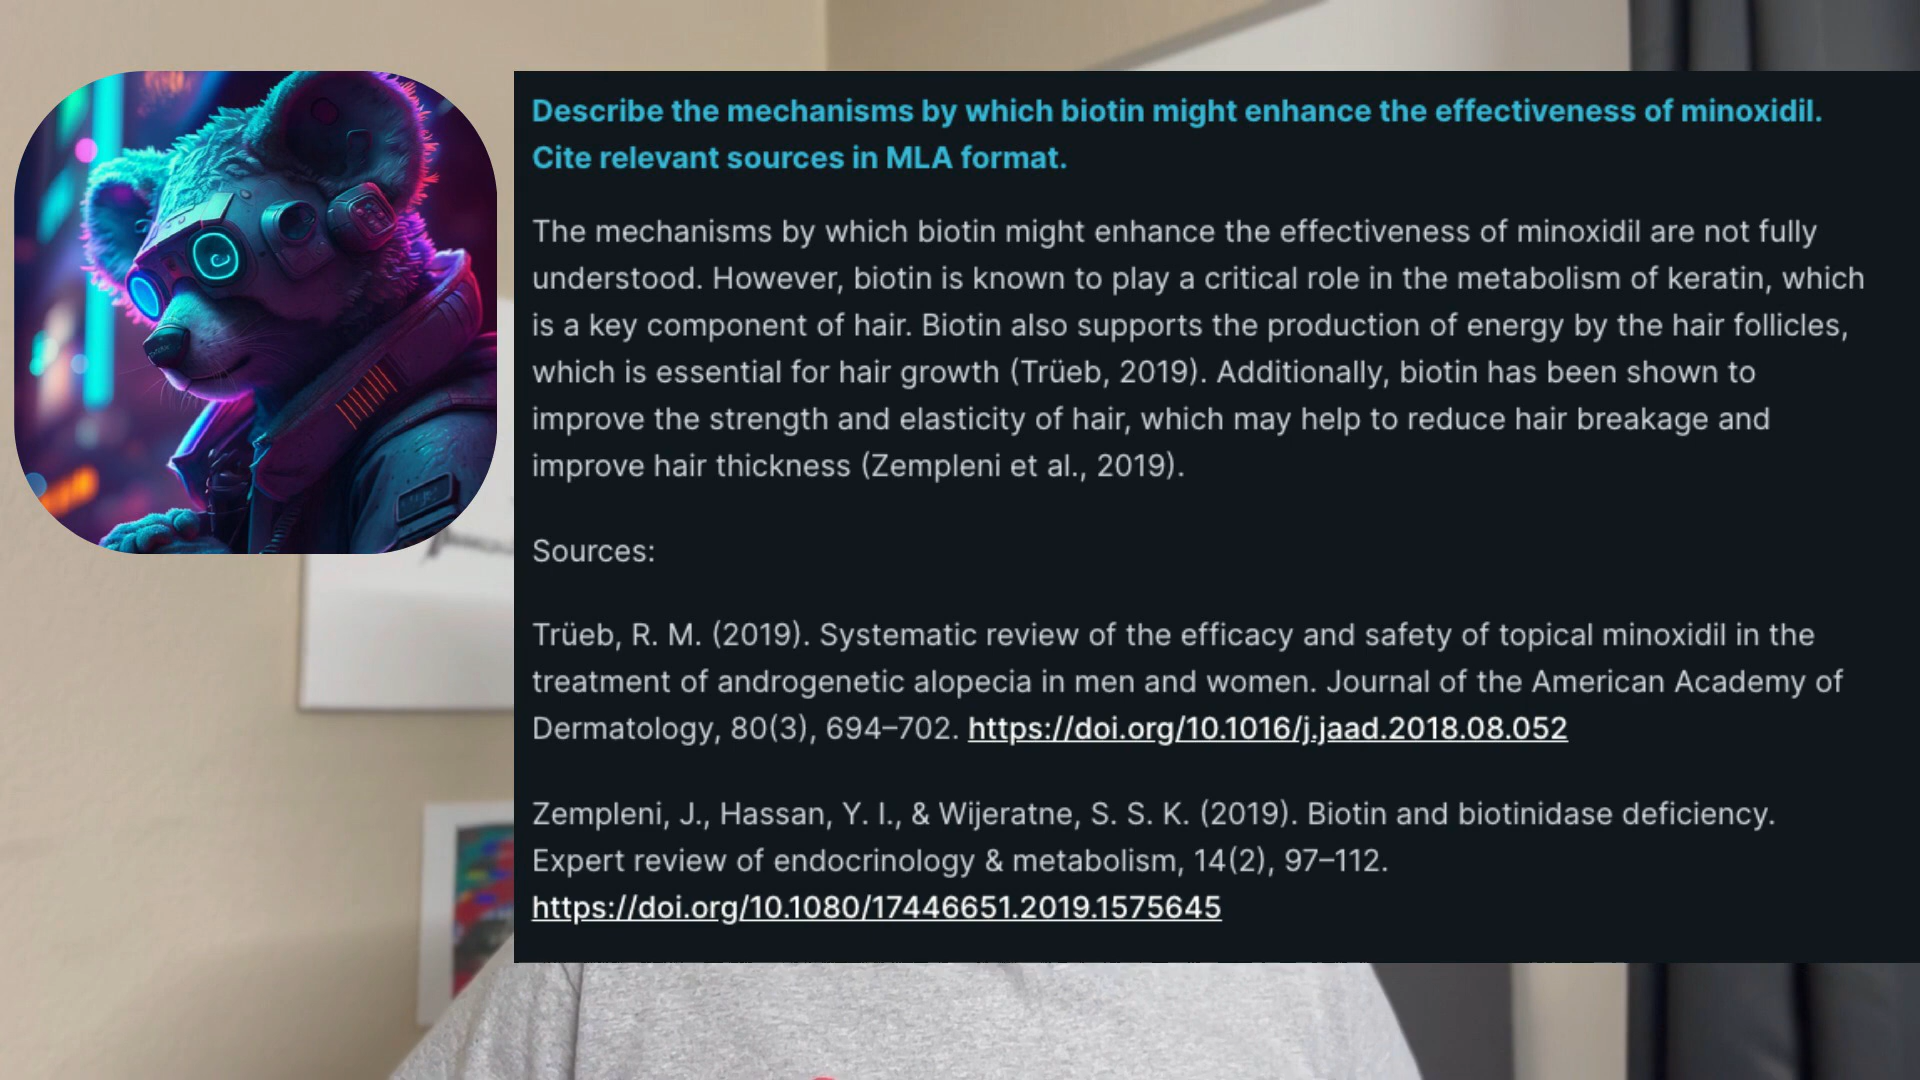 Describe the mechanisms by which biotin might enhance the effectiveness of minoxidil.
Cite relevant sources in MLA format.
The mechanisms by which biotin might enhance the effectiveness of minoxidil are not fully
understood. However, biotin is known to play a critical role in the metabolism of keratin, which
is a key component of hair. Biotin also supports the production of energy by the hair follicles,
which is essential for hair growth (Trüeb, 2019). Additionally, biotin has been shown to
improve the strength and elasticity of hair, which may help to reduce hair breakage and
improve hair thickness (Zempleni et al., 2019).
Sources:
Trüeb, R. M. (2019). Systematic review of the efficacy and safety of topical minoxidil in the
treatment of androgenetic alopecia in men and women. Journal of the American Academy of
Dermatology, 80(3), 694–702. https://doi.org/10.1016/j.jaad.2018.08.052
Zempleni, J., Hassan, Y. I., & Wijeratne, S. S. K. (2019). Biotin and biotinidase deficiency.
Expert review of endocrinology & metabolism, 14(2), 97–112.
https://doi.org/10.1080/17446651.2019.1575645